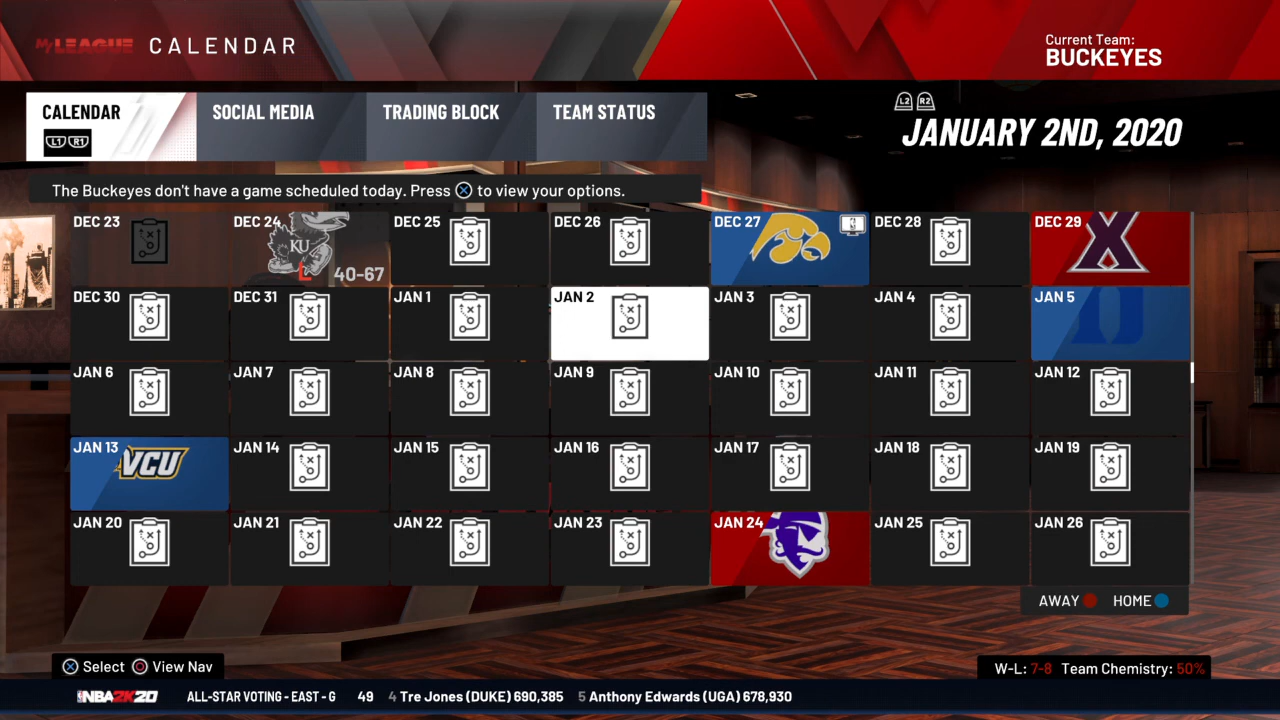 MyLEAGUE CALENDAR
Current Team:
BUCKEYES
CALENDAR
L1 R1
SOCIAL MEDIA
TRADING BLOCK
TEAM STATUS
L2 R2
JANUARY 2ND, 2020
The Buckeyes don't have a game scheduled today. Press ⓧ to view your options.
DEC 23
DEC 24 KU L 40-67
DEC 25
DEC 26
DEC 27
DEC 28
DEC 29 X
DEC 30
DEC 31
JAN 1
JAN 2
JAN 3
JAN 4
JAN 5 D
JAN 6
JAN 7
JAN 8
JAN 9
JAN 10
JAN 11
JAN 12
JAN 13 VCU
JAN 14
JAN 15
JAN 16
JAN 17
JAN 18
JAN 19
JAN 20
JAN 21
JAN 22
JAN 23
JAN 24
JAN 25
JAN 26
AWAY HOME
Select View Nav
W-L: 7-8 Team Chemistry: 50%
NBA2K20 ALL-STAR VOTING - EAST - G 49 4 Tre Jones (DUKE) 690,385 5 Anthony Edwards (UGA) 678,930